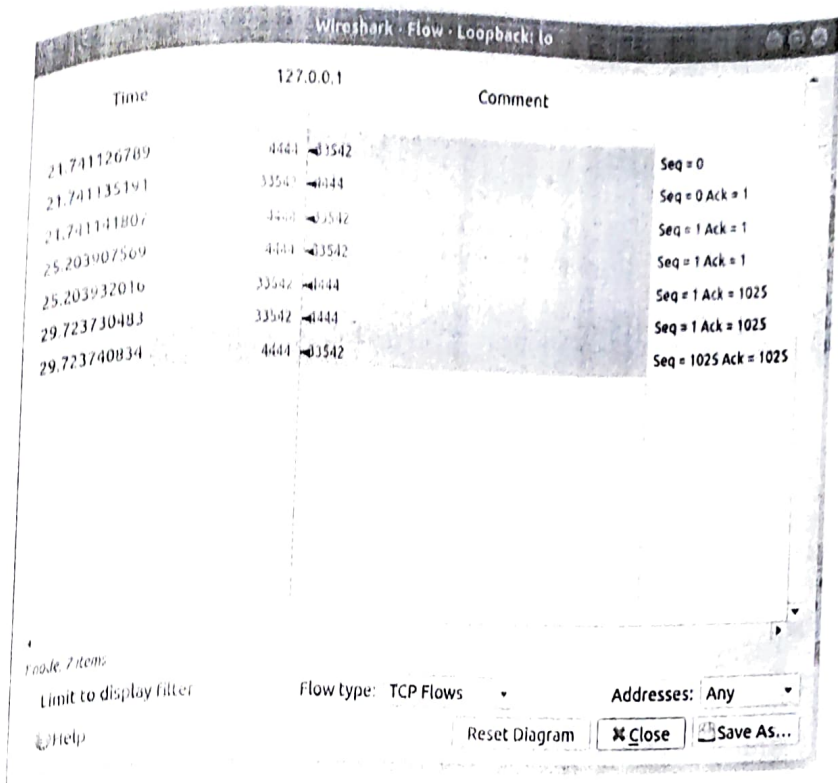 Wireshark · Flow · Loopback: lo
127.0.0.1
Time Comment
21.741126789 4444 33542 Seq = 0
21.741135191 33542 4444 Seq = 0 Ack = 1
21.741141807 4444 33542 Seq = 1 Ack = 1
25.203907569 4444 33542 Seq = 1 Ack = 1
25.203932016 33542 4444 Seq = 1 Ack = 1025
29.723730483 33542 4444 Seq = 1 Ack = 1025
29.723740834 4444 33542 Seq = 1025 Ack = 1025
1 node, 7 items
Limit to display filter Flow type: TCP Flows Addresses: Any
Help Reset Diagram Close Save As...